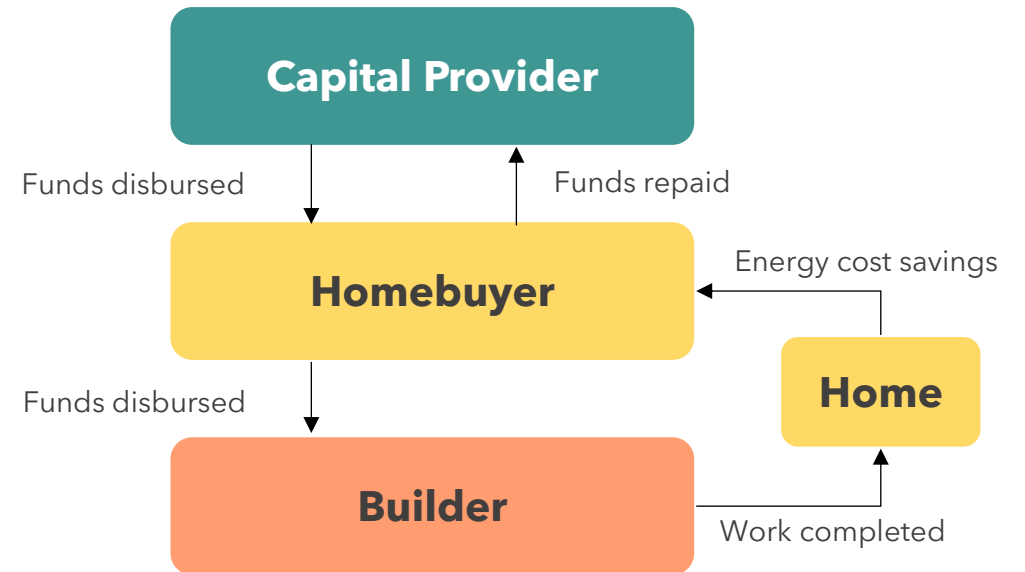 Capital Provider
Funds disbursed
Funds repaid
Energy cost savings
Homebuyer
Home
Funds disbursed
Builder
Work completed